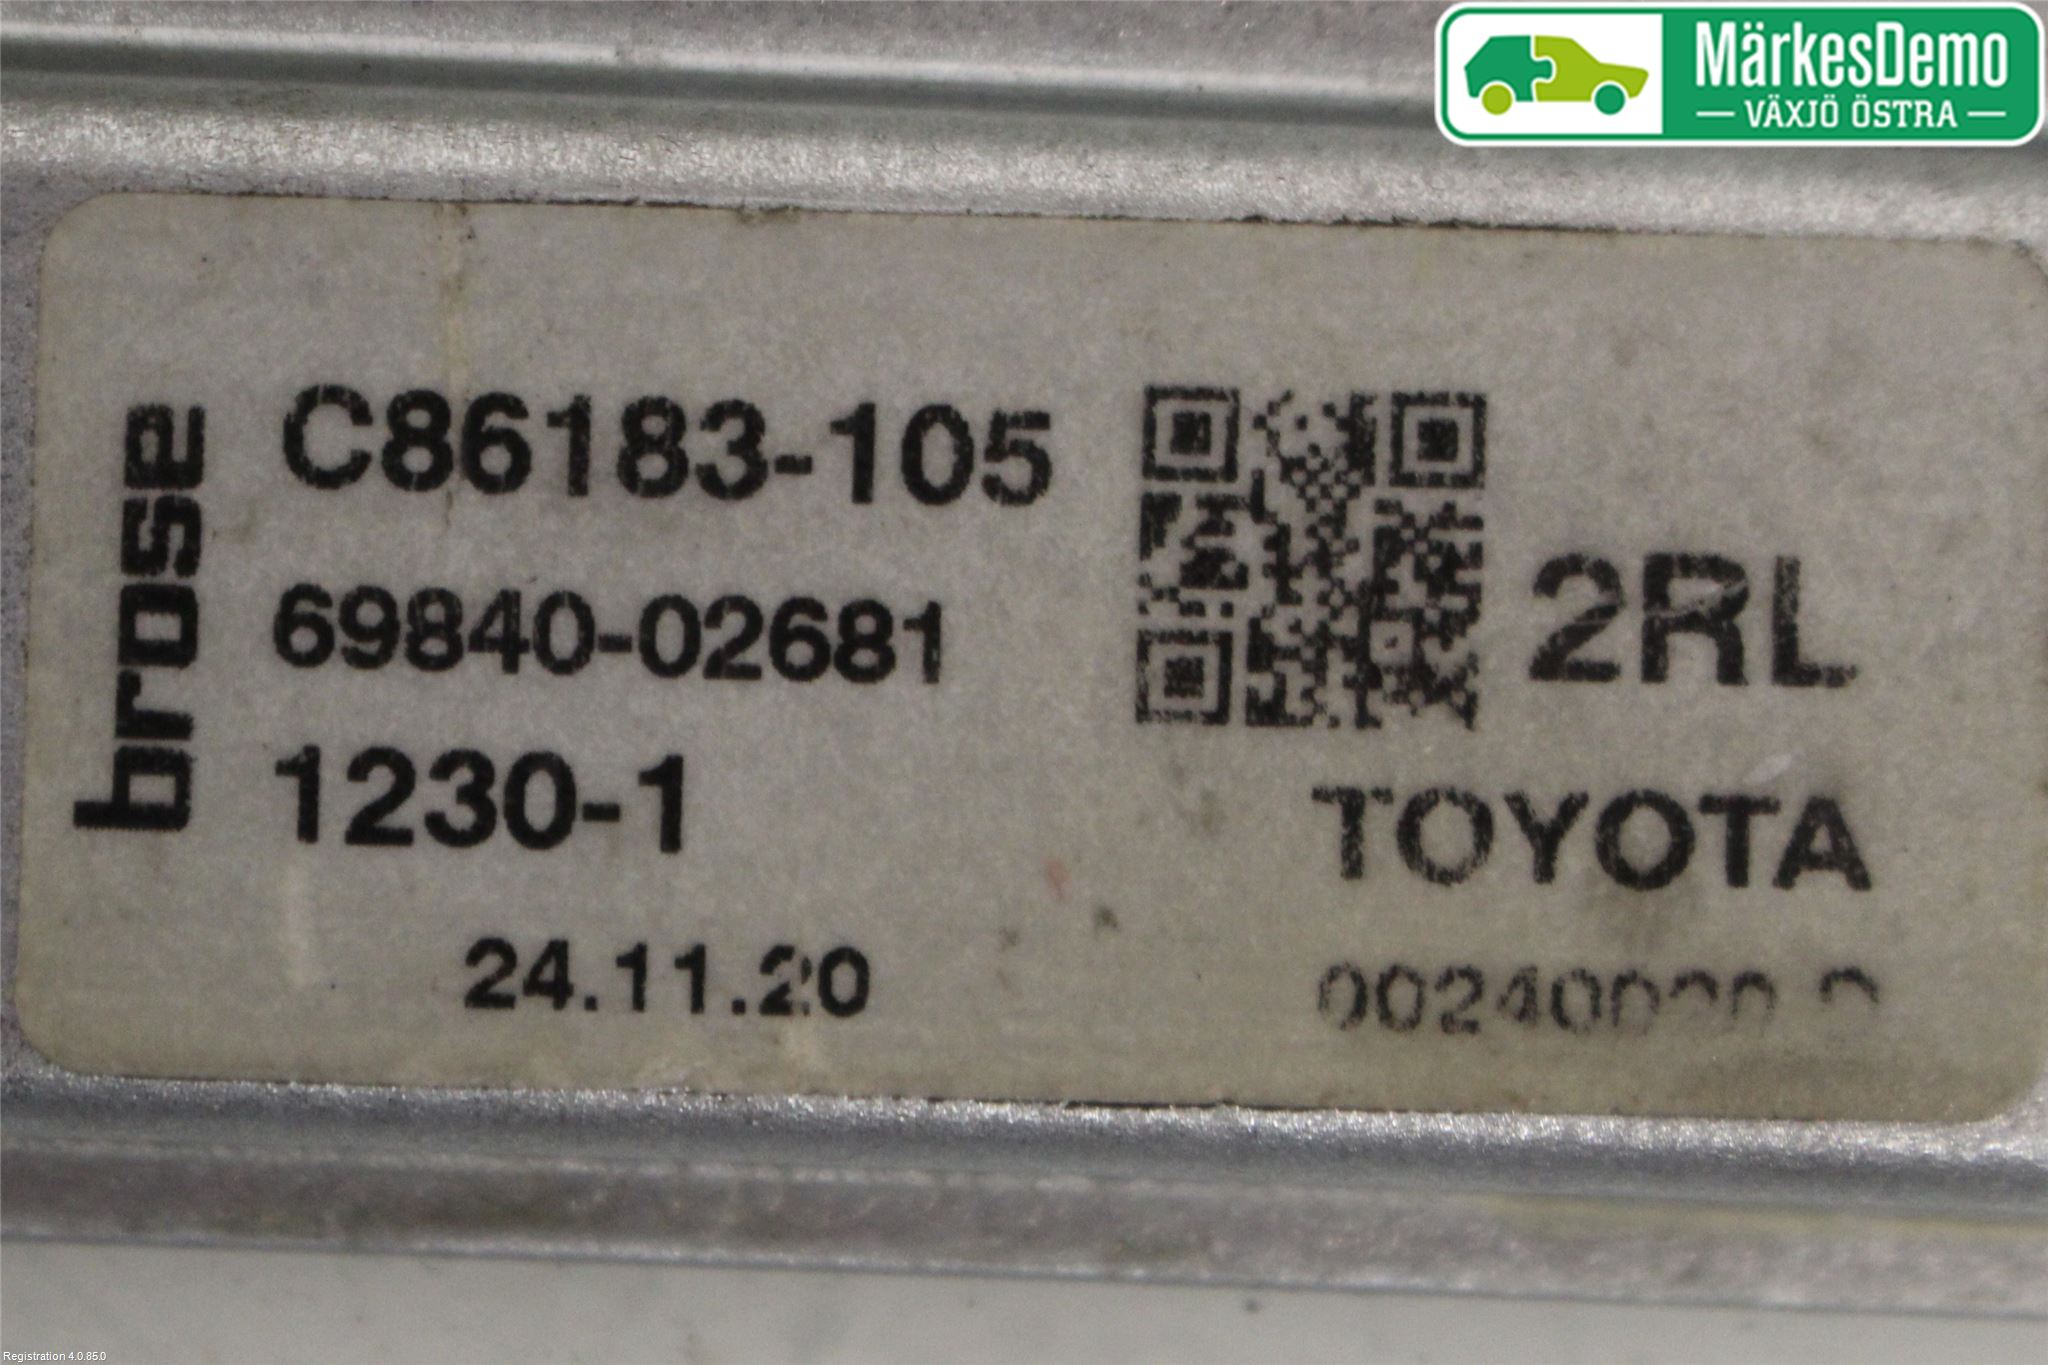 MärkesDemo
VÄXJÖ ÖSTRA
brose
C86183-105
69840-02681
1230-1
24.11.20
2RL
TOYOTA
Registration 4.0.85.0